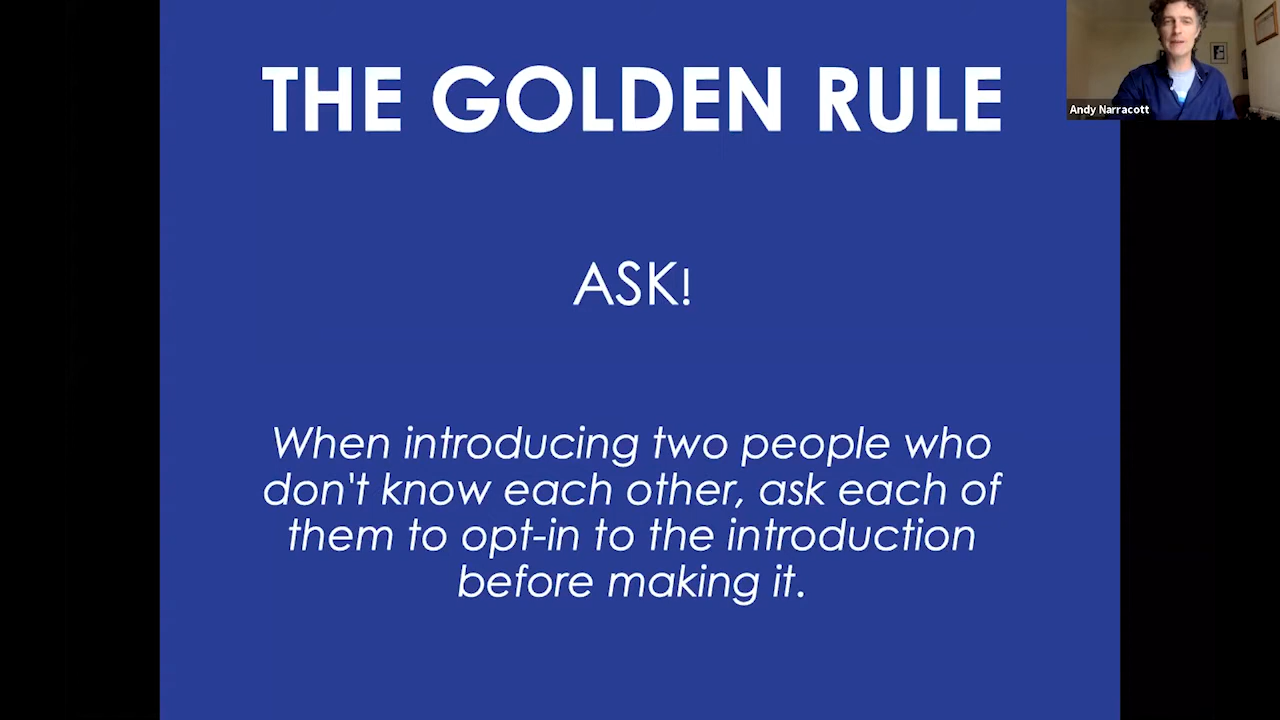 THE GOLDEN RULE
Andy Narracott
ASK!
When introducing two people who
don't know each other, ask each of
them to opt-in to the introduction
before making it.